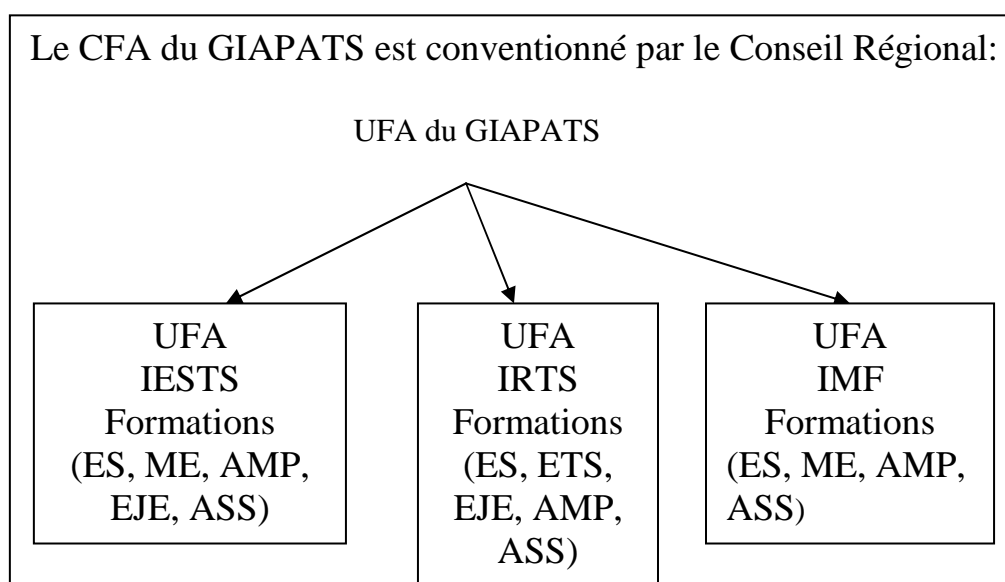 Le CFA du GIAPATS est conventionné par le Conseil Régional:
UFA du GIAPATS
UFA
IESTS
Formations
(ES, ME, AMP,
EJE, ASS)
UFA
IRTS
Formations
(ES, ETS,
EJE, AMP,
ASS)
UFA
IMF
Formations
(ES, ME, AMP,
ASS)